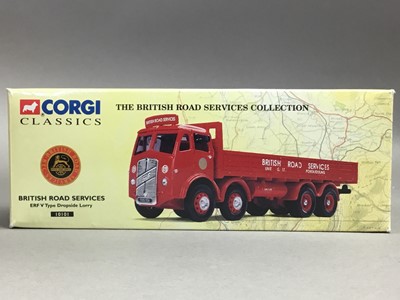 CORGI
CLASSICS
THE BRITISH ROAD SERVICES COLLECTION
BRITISH ROAD SERVICES
BRITISH ROAD SERVICES
BRITISH ROAD SERVICES
ERF V Type Dropside Lorry
10101